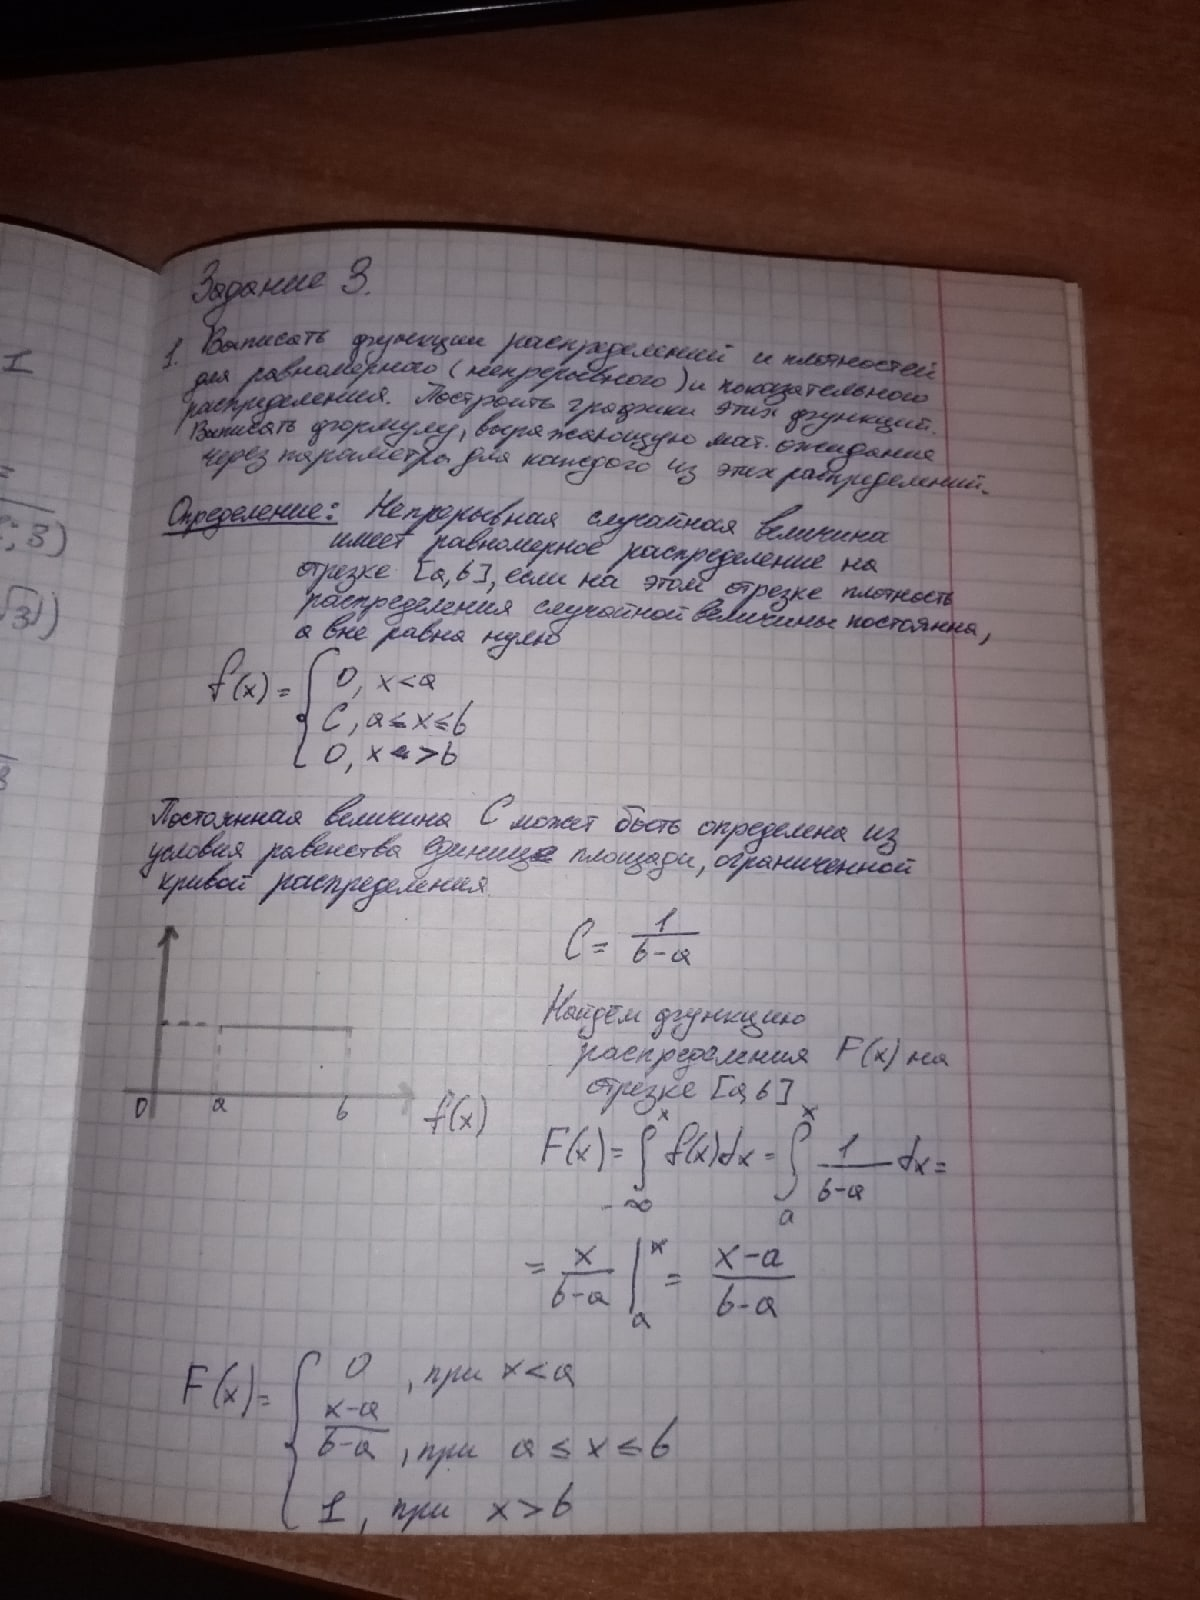 Задание 3.
1. Выписать функции распределений и плотностей
для равномерного (непрерывного) и показательного
распределения. Построить графики этих функций.
Выписать формулу, выражающую мат. ожидание
через параметры для каждого из этих распределений.
Определение: Непрерывная случайная величина
имеет равномерное распределение на
отрезке [a, b], если на этом отрезке плотность
распределения случайной величины постоянна,
а вне равна нулю
f(x) = { 0, x < a
C, a ≤ x ≤ b
0, x > b
Постоянная величина C может быть определена из
условия равенства единице площади, ограниченной
кривой распределения.
C = 1/(b-a)
Найдём функцию
распределения F(x) на
отрезке [a, b]
0 a b f(x)
F(x) = ∫_{-∞}^{x} f(x)dx = ∫_{a}^{x} 1/(b-a) dx =
= x/(b-a) |_{a}^{x} = (x-a)/(b-a)
F(x) = { 0, при x < a
(x-a)/(b-a), при a ≤ x ≤ b
1, при x > b
I
=
; 3)
√3)
3